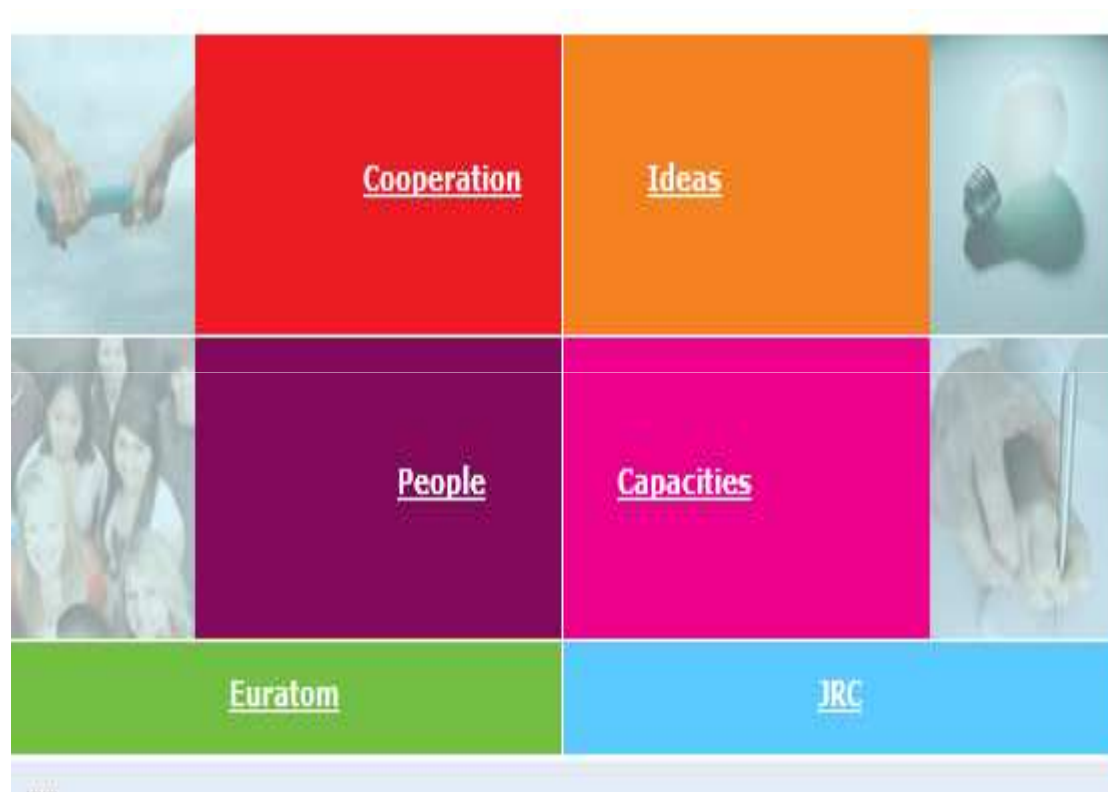 Cooperation
Ideas
People
Capacities
Euratom
JRC